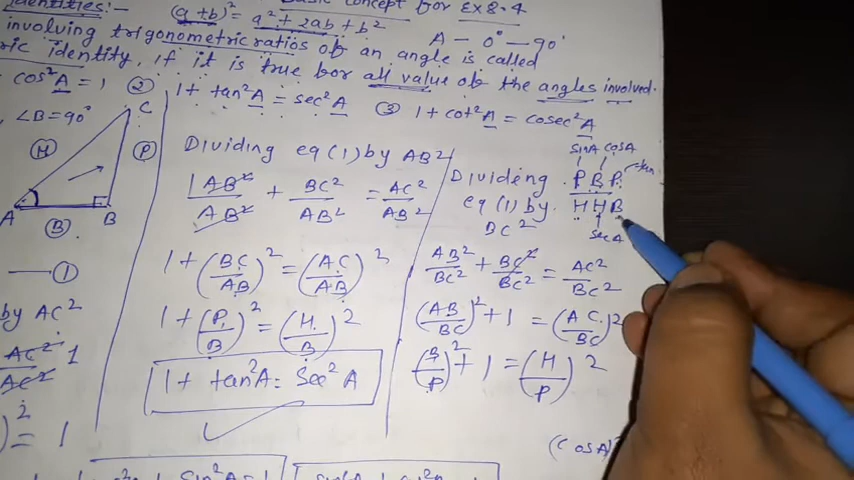 identities:- Basic concept for Ex 8.4
(a+b)² = a² + 2ab + b²
A - 0° - 90°
involving trigonometric ratios of an angle is called
ric identity, if it is true for all value of the angles involved.
cos²A = 1 ② 1 + tan²A = sec²A ③ 1 + cot²A = cosec²A
, ∠B = 90°
C
H
P
A
B
B
—①
by AC²
AC² 1
AC²
)² = 1
Dividing eq (1) by AB²
AB²/AB² + BC²/AB² = AC²/AB²
1 + (BC/AB)² = (AC/AB)²
1 + (P/B)² = (H/B)²
1 + tan²A = Sec²A
Dividing
eq (1) by
BC²
sinA cosA
P B P
H H B
secA
AB²/BC² + BC²/BC² = AC²/BC²
(AB/BC)² + 1 = (AC/BC)²
(B/P)² + 1 = (H/P)²
(cosA)
sin²A = 1